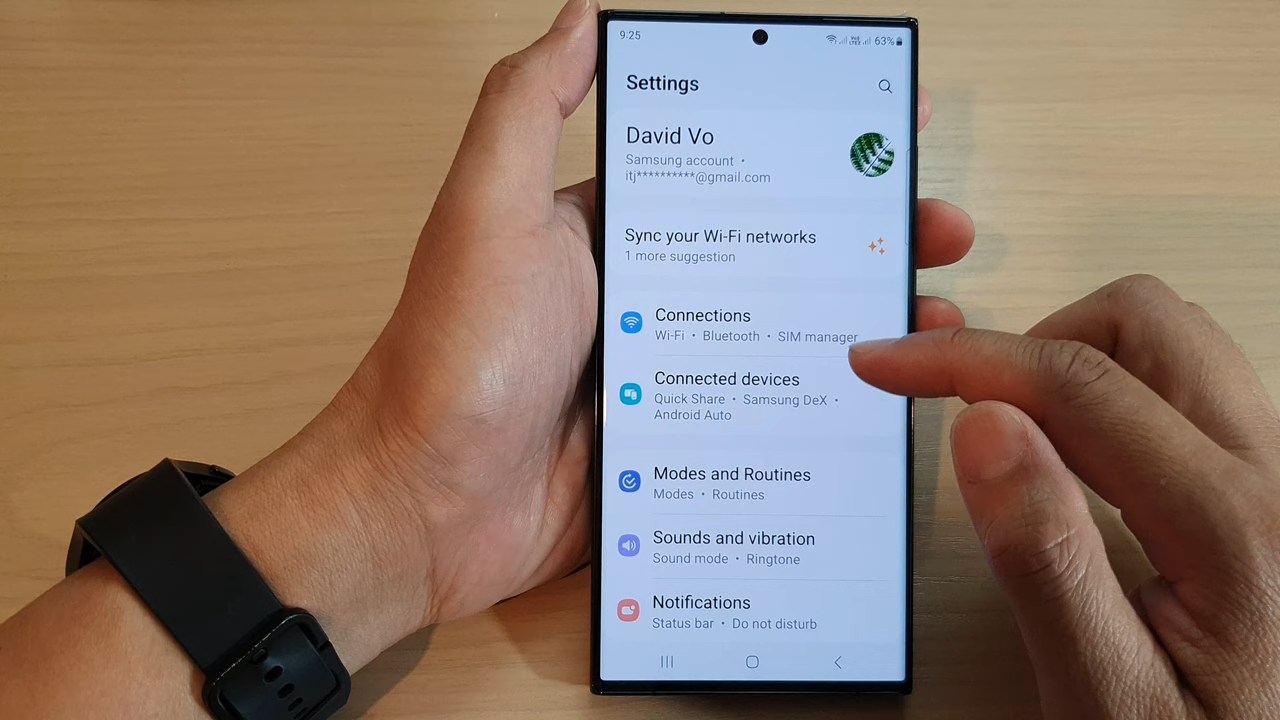 9:25
63%
Settings
David Vo
Samsung account •
itj**********@gmail.com
Sync your Wi-Fi networks
1 more suggestion
Connections
Wi-Fi • Bluetooth • SIM manager
Connected devices
Quick Share • Samsung DeX •
Android Auto
Modes and Routines
Modes • Routines
Sounds and vibration
Sound mode • Ringtone
Notifications
Status bar • Do not disturb